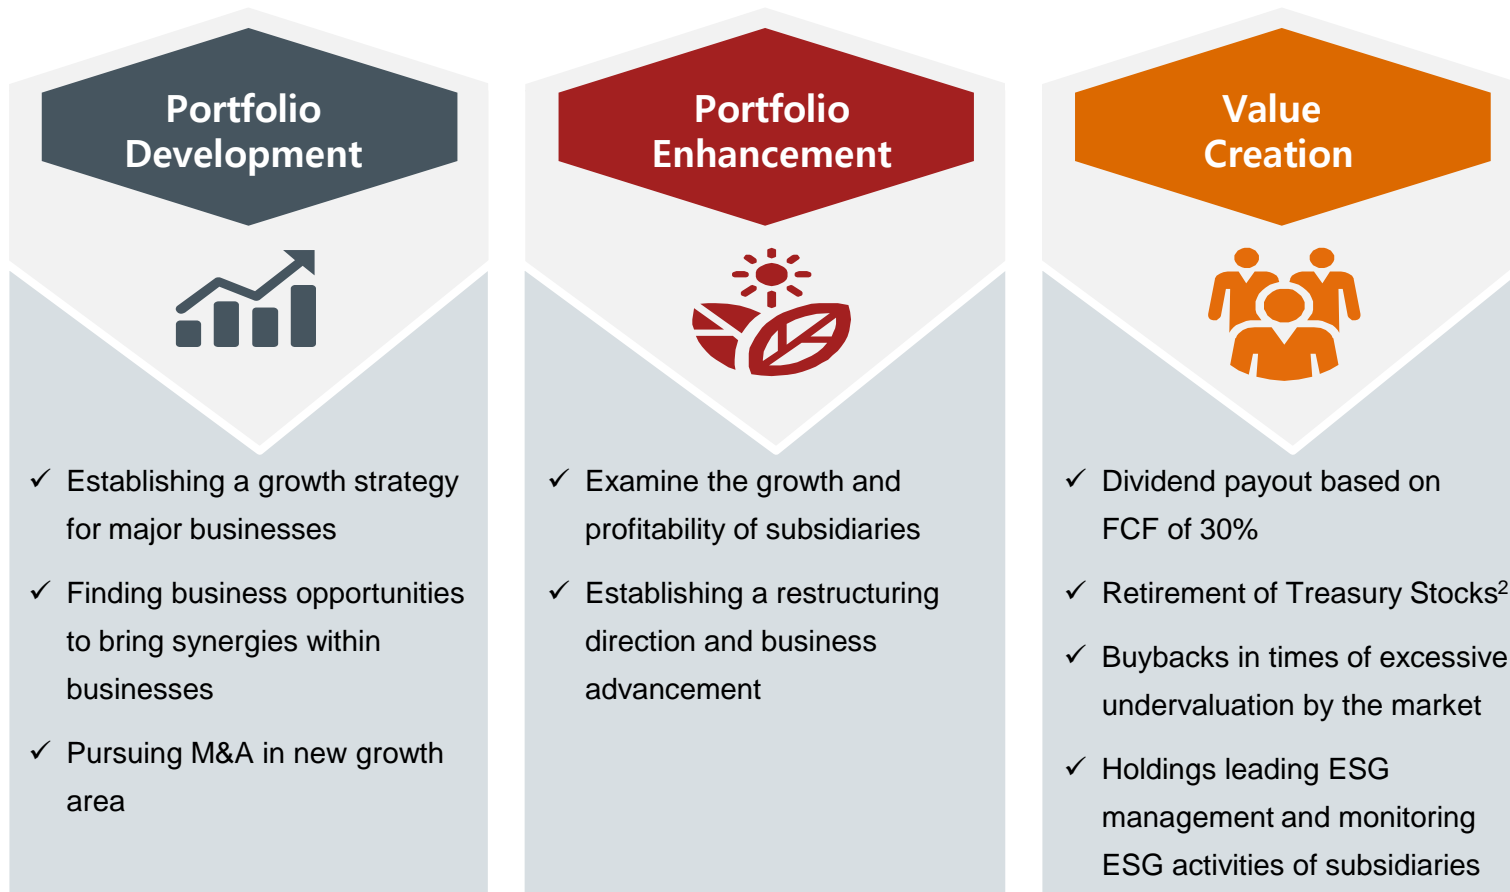 Portfolio
Development
✓ Establishing a growth strategy
for major businesses
✓ Finding business opportunities
to bring synergies within
businesses
✓ Pursuing M&A in new growth
area
Portfolio
Enhancement
✓ Examine the growth and
profitability of subsidiaries
✓ Establishing a restructuring
direction and business
advancement
Value
Creation
✓ Dividend payout based on
FCF of 30%
✓ Retirement of Treasury Stocks²
✓ Buybacks in times of excessive
undervaluation by the market
✓ Holdings leading ESG
management and monitoring
ESG activities of subsidiaries